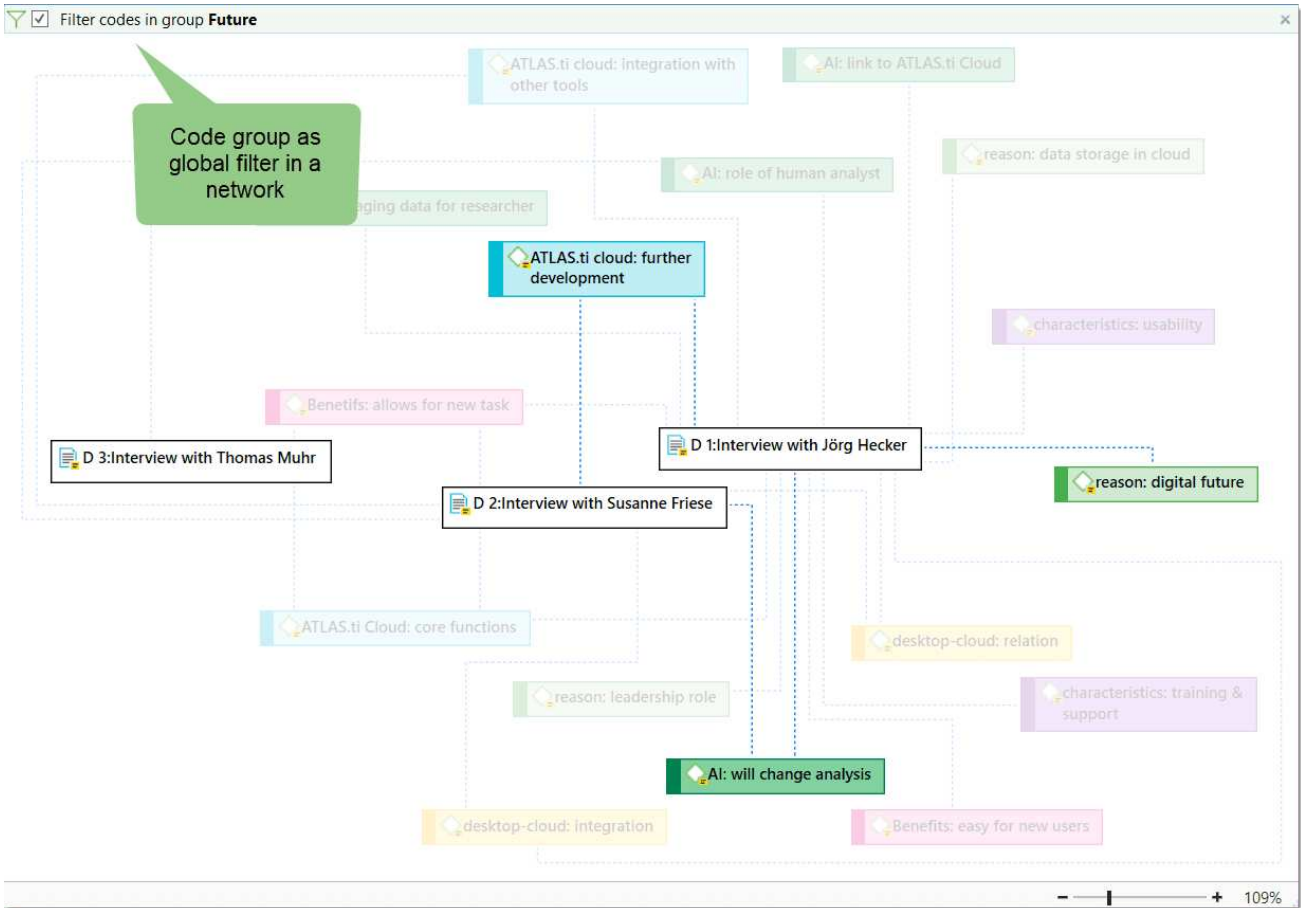 Filter codes in group Future
ATLAS.ti cloud: integration with
other tools
AI: link to ATLAS.ti Cloud
Code group as
global filter in a
network
reason: data storage in cloud
AI: role of human analyst
aging data for researcher
ATLAS.ti cloud: further
development
characteristics: usability
Benetifs: allows for new task
D 1:Interview with Jörg Hecker
D 3:Interview with Thomas Muhr
reason: digital future
D 2:Interview with Susanne Friese
ATLAS.ti Cloud: core functions
desktop-cloud: relation
reason: leadership role
characteristics: training &
support
AI: will change analysis
desktop-cloud: integration
Benefits: easy for new users
109%